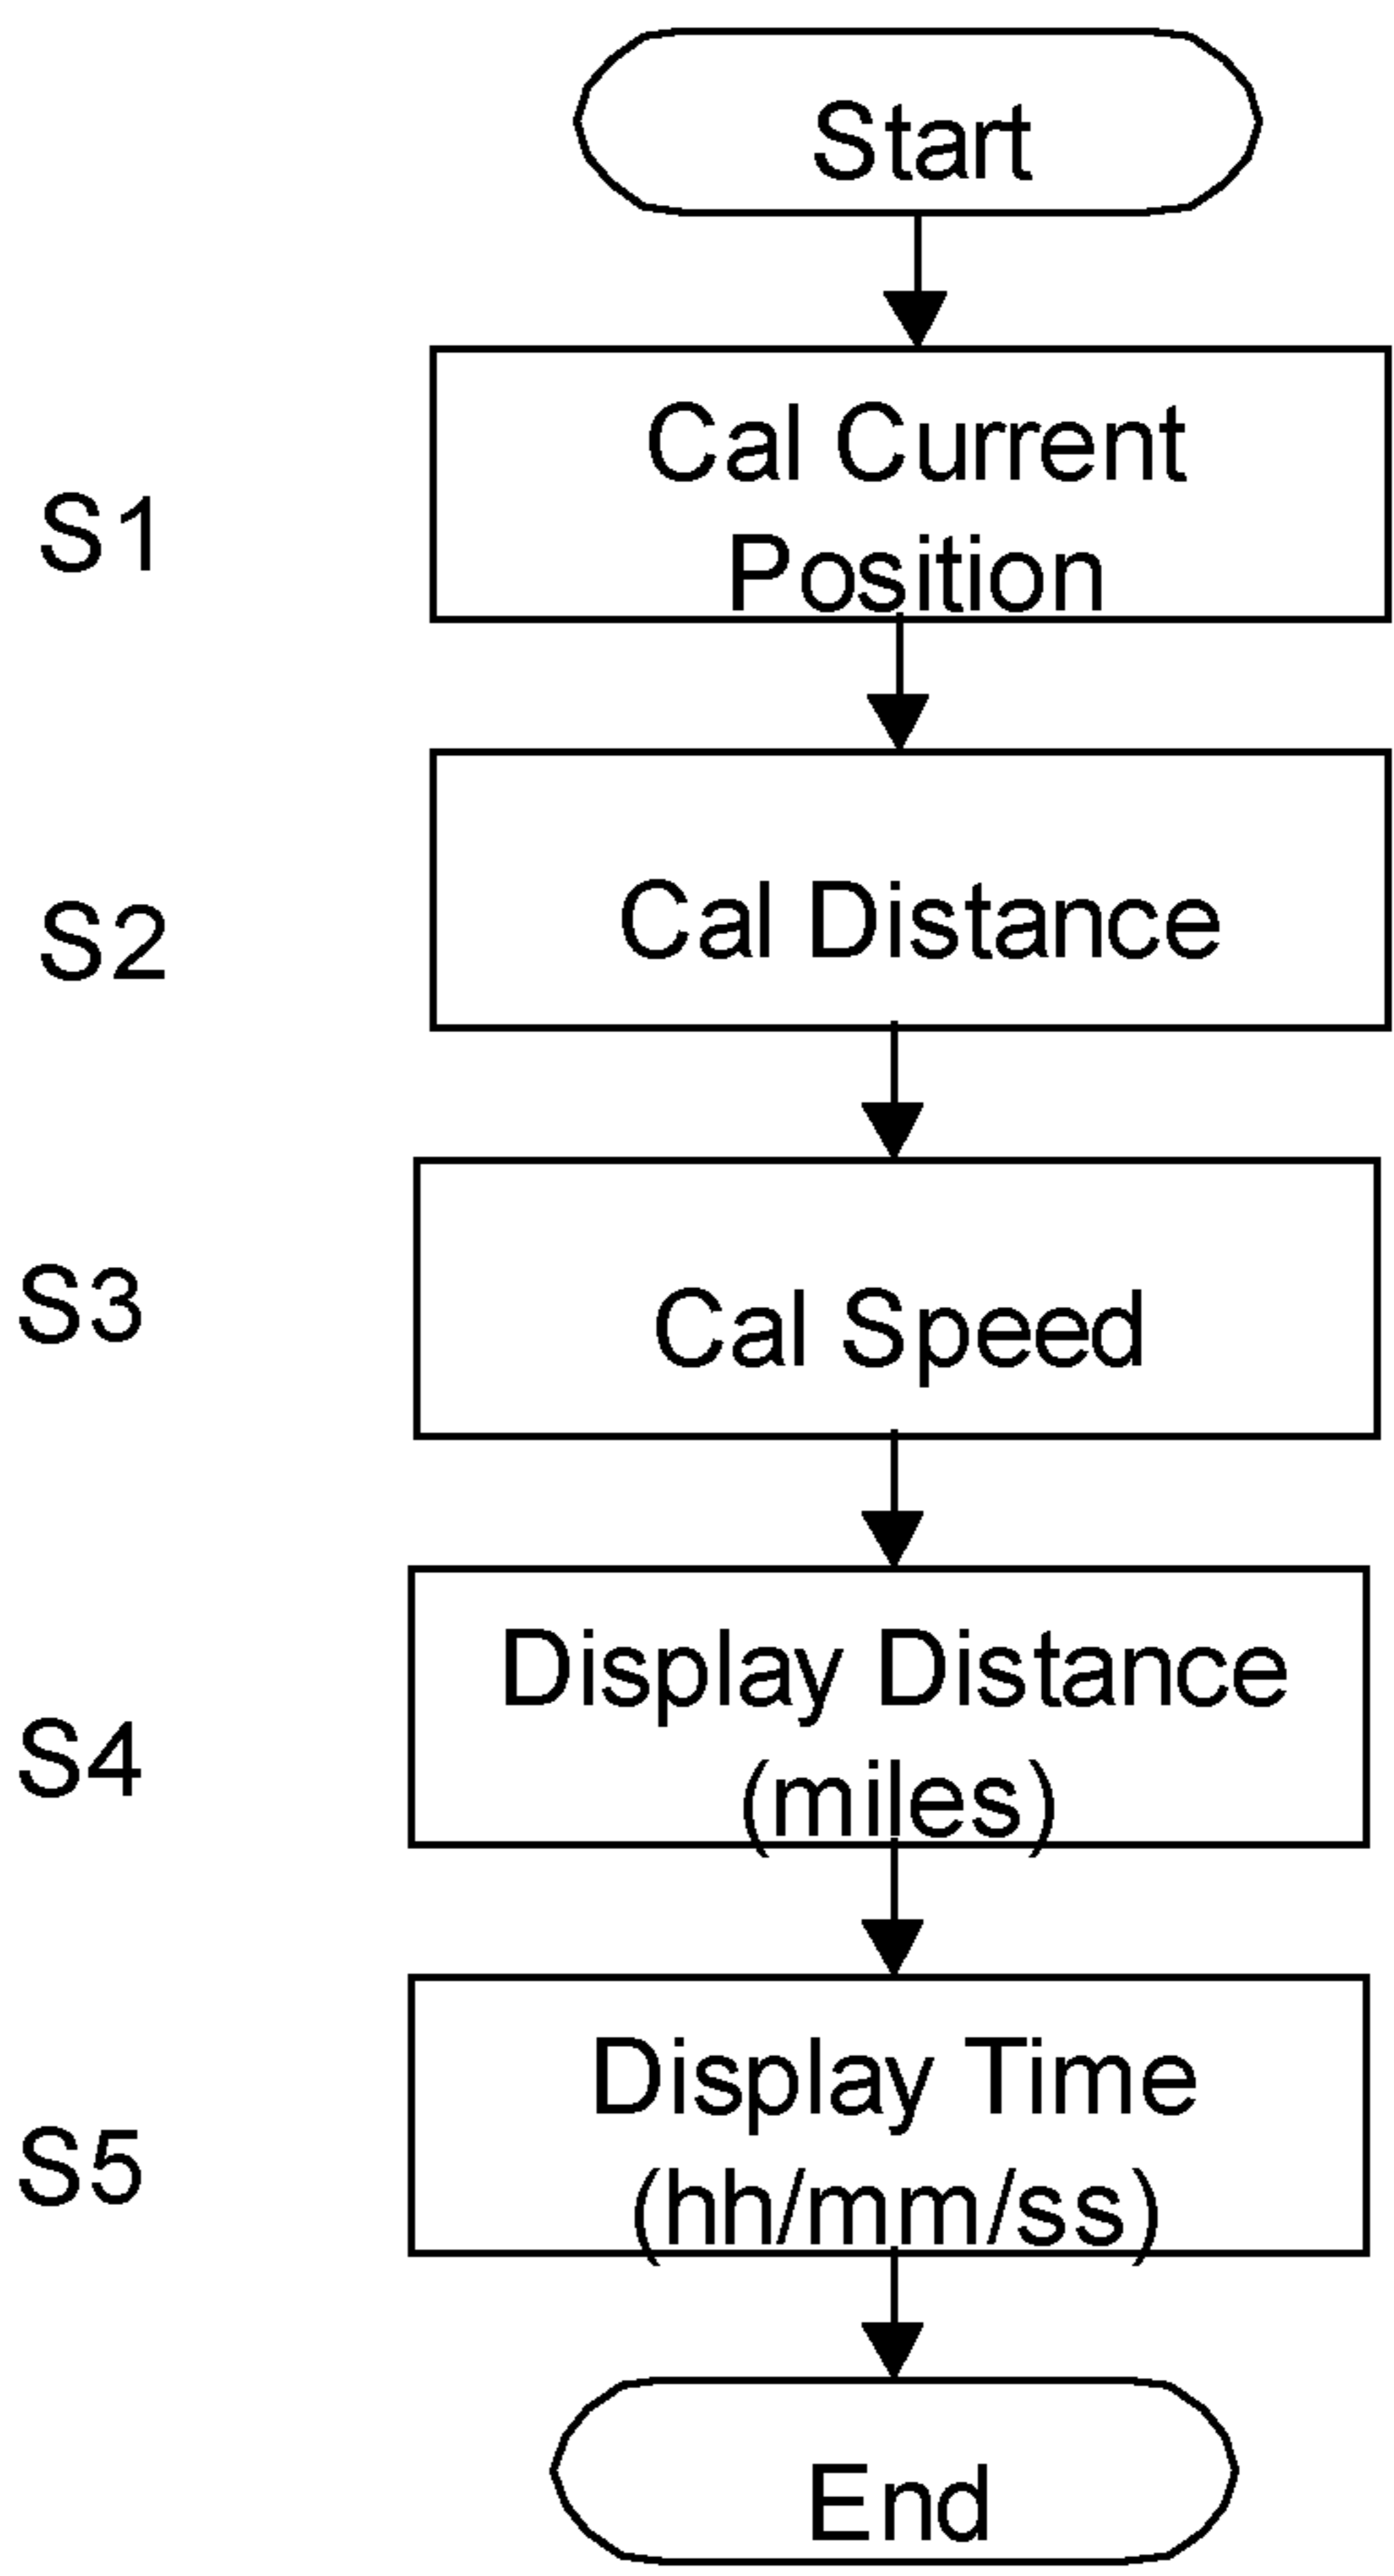 Start
S1
Cal Current
Position
S2
Cal Distance
S3
Cal Speed
S4
Display Distance
(miles)
S5
Display Time
(hh/mm/ss)
End